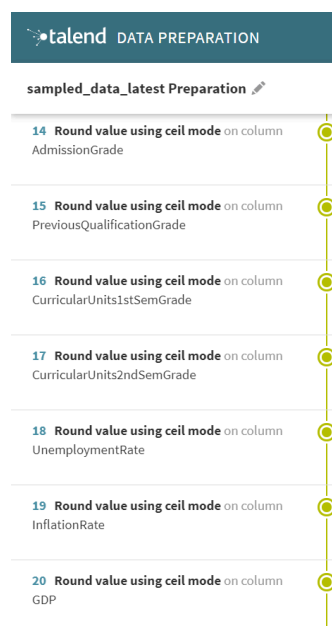 talend DATA PREPARATION
sampled_data_latest Preparation
14 Round value using ceil mode on column
AdmissionGrade
15 Round value using ceil mode on column
PreviousQualificationGrade
16 Round value using ceil mode on column
CurricularUnits1stSemGrade
17 Round value using ceil mode on column
CurricularUnits2ndSemGrade
18 Round value using ceil mode on column
UnemploymentRate
19 Round value using ceil mode on column
InflationRate
20 Round value using ceil mode on column
GDP